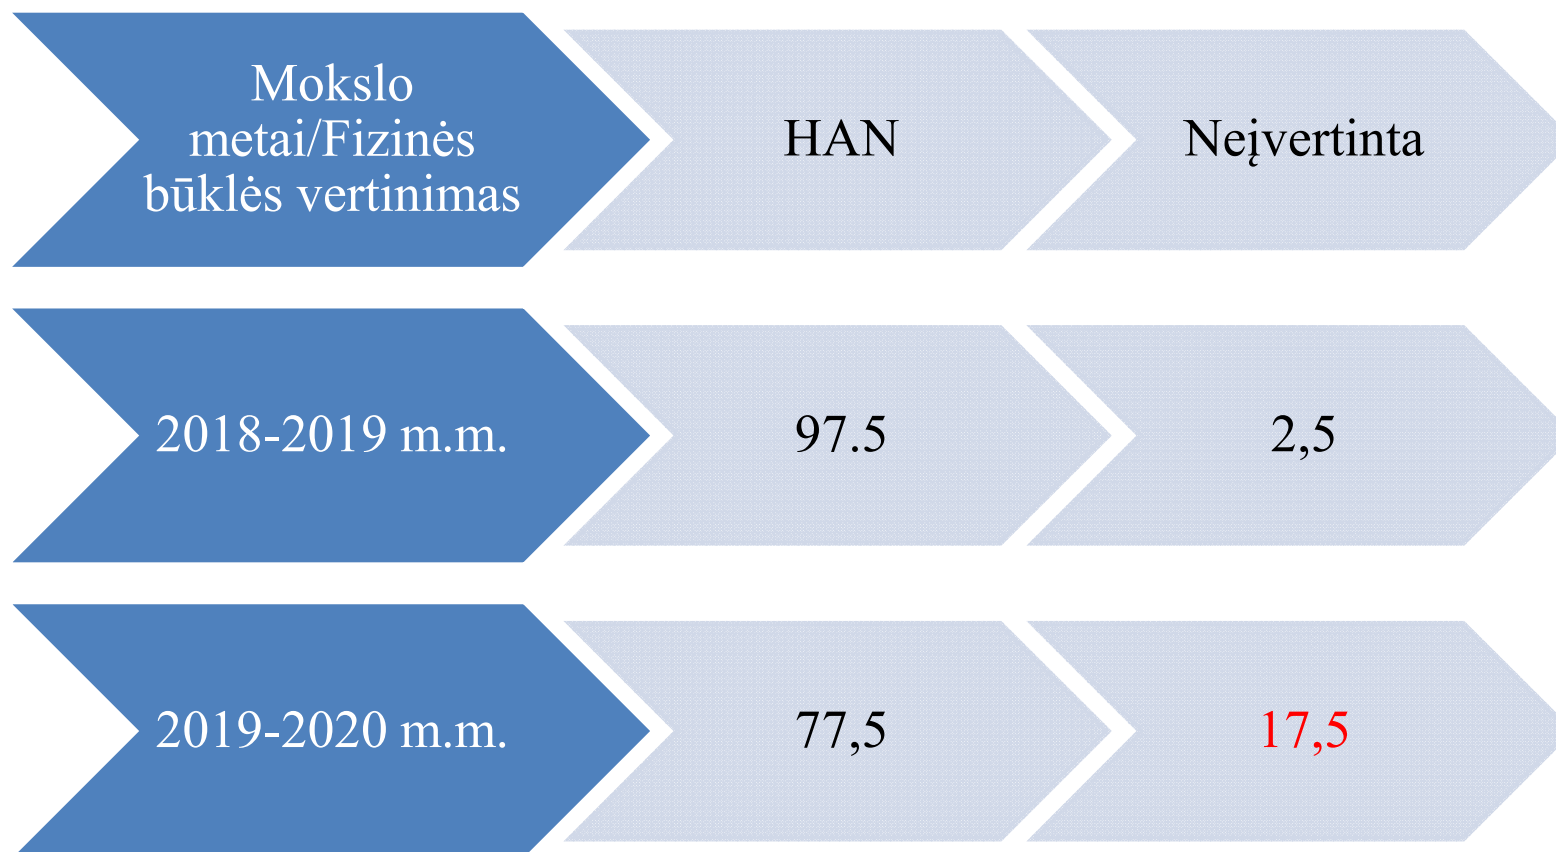 Mokslo
metai/Fizinės
būklės vertinimas
HAN
Neįvertinta
2018-2019 m.m.
97.5
2,5
2019-2020 m.m.
77,5
17,5